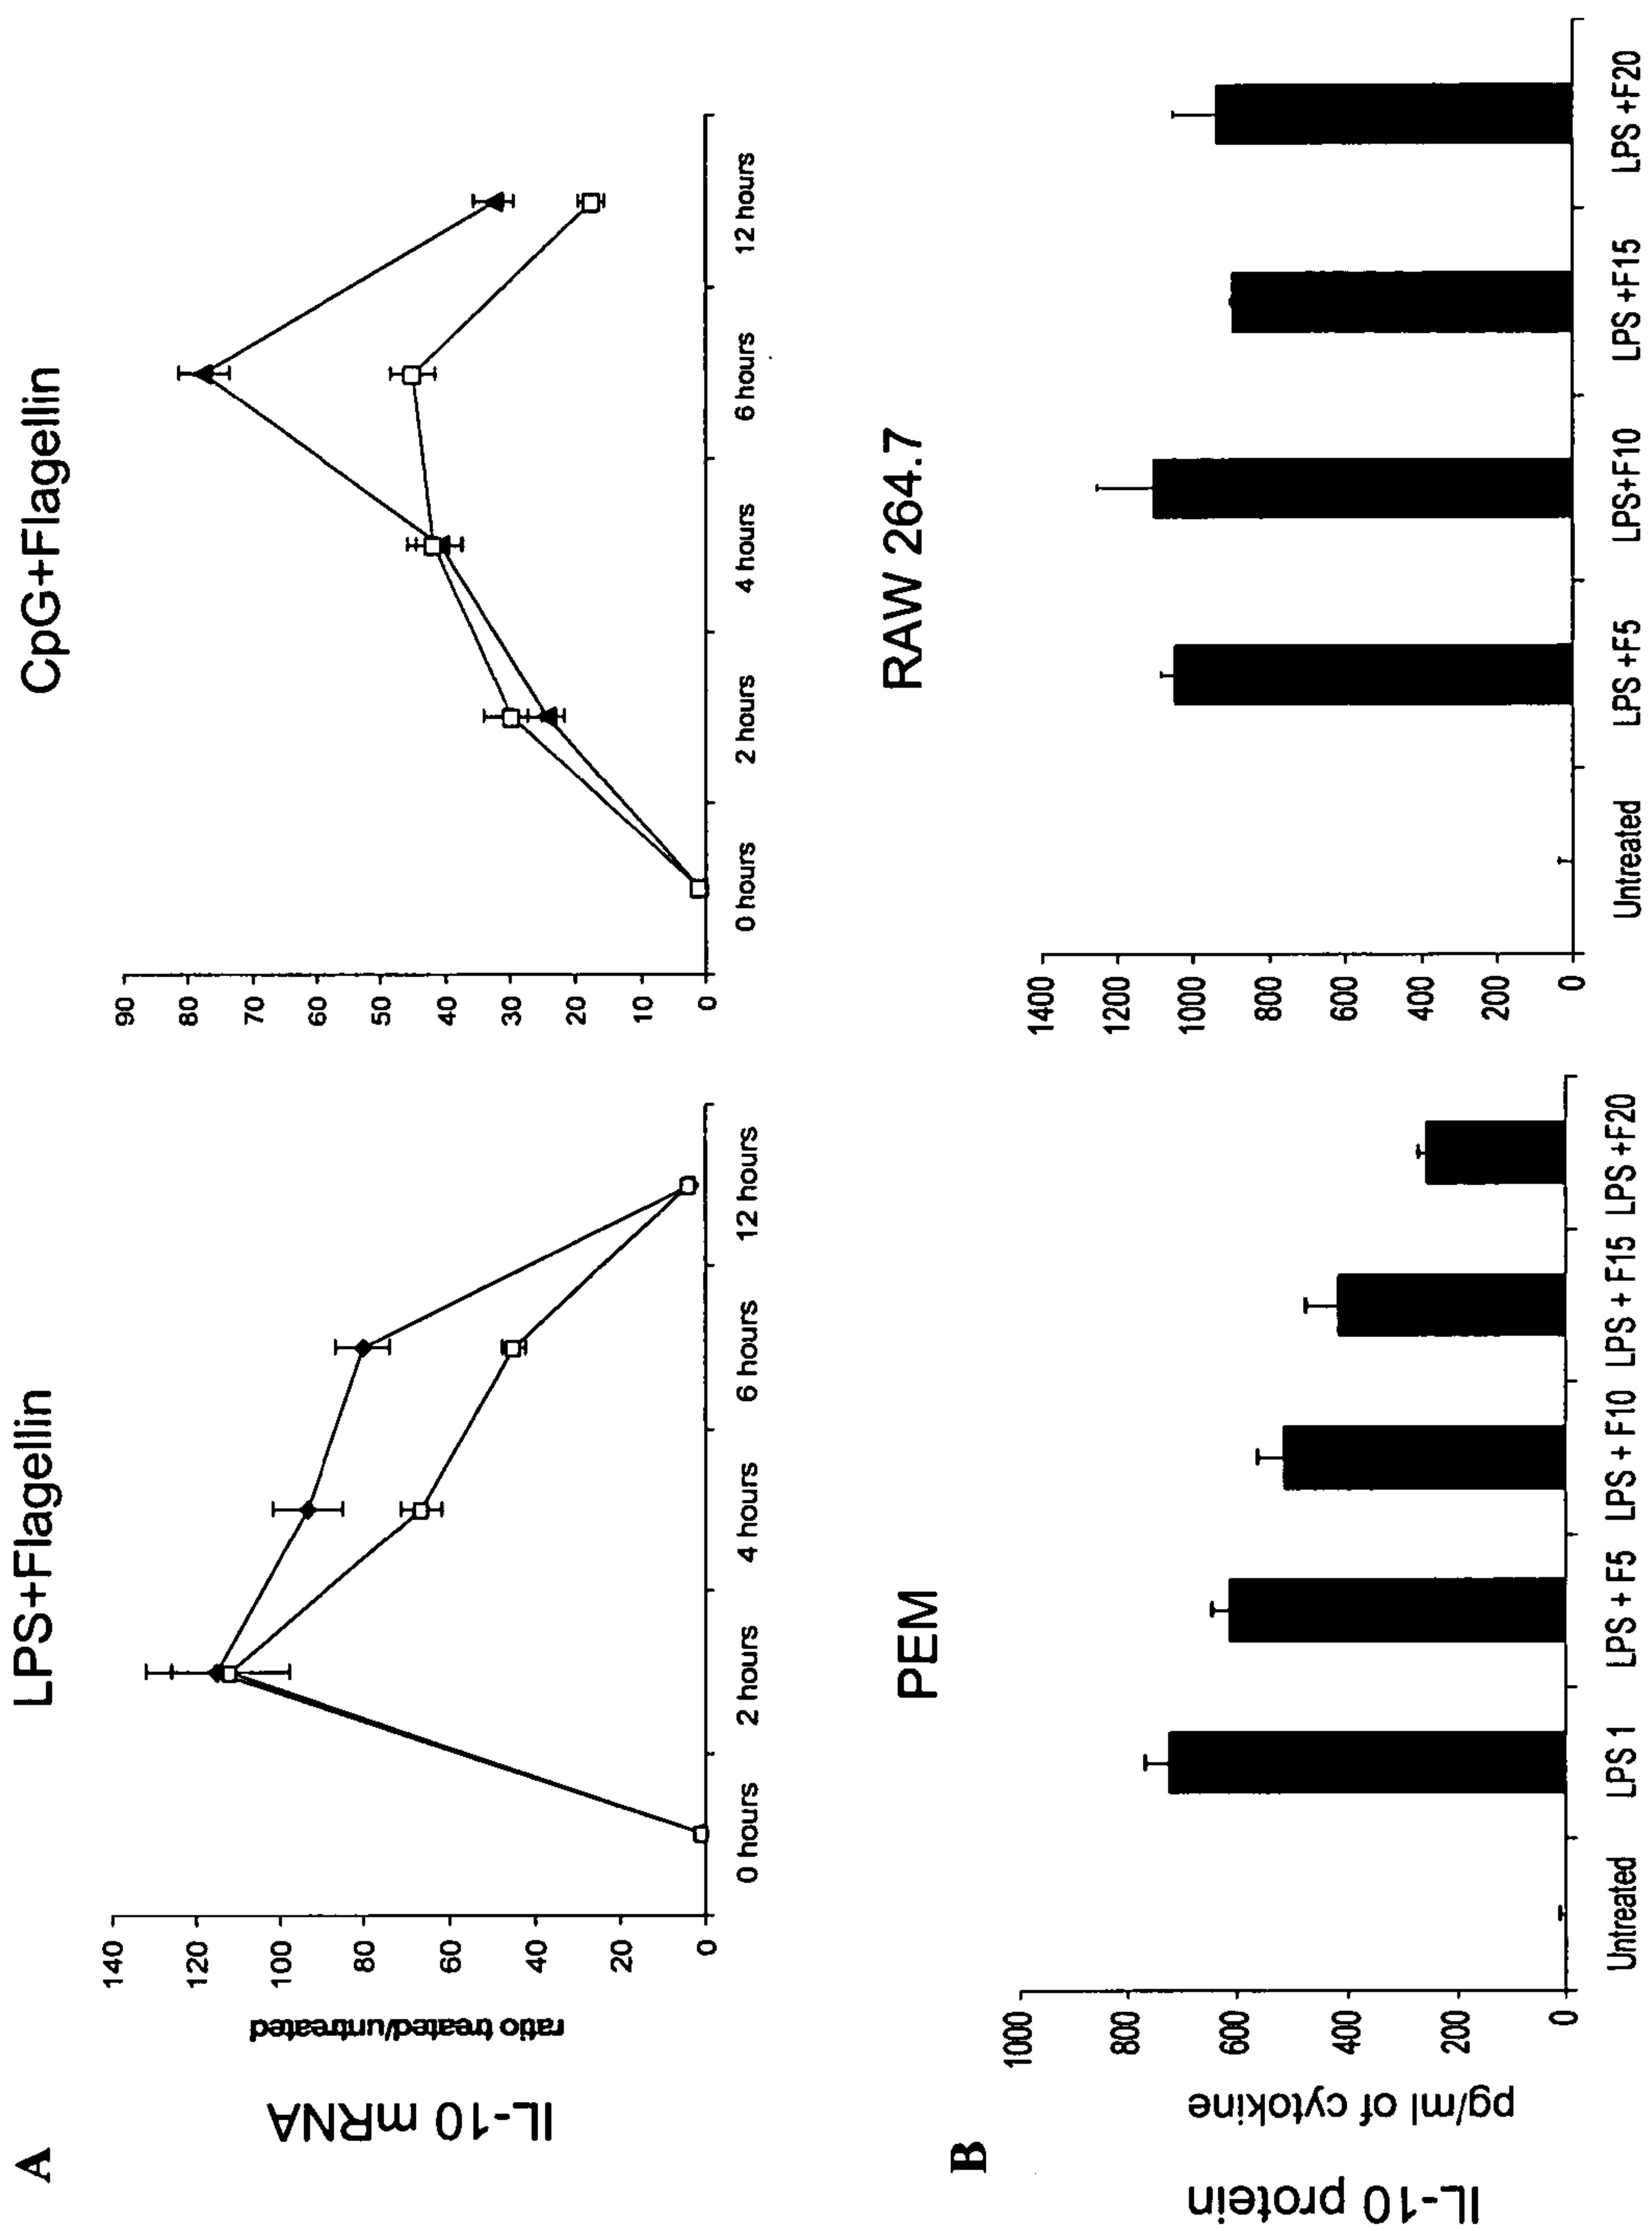 A
LPS+Flagellin
CpG+Flagellin
IL-10 mRNA
ratio treated/untreated
140
120
100
80
60
40
20
0
0 hours 2 hours 4 hours 6 hours 12 hours
90
80
70
60
50
40
30
20
10
0
0 hours 2 hours 4 hours 6 hours 12 hours
B
PEM
RAW 264.7
IL-10 protein
pg/ml of cytokine
1000
800
600
400
200
0
Untreated LPS 1 LPS + F5 LPS + F10 LPS + F15 LPS +F20
1400
1200
1000
800
600
400
200
0
Untreated LPS +F5 LPS+F10 LPS +F15 LPS +F20